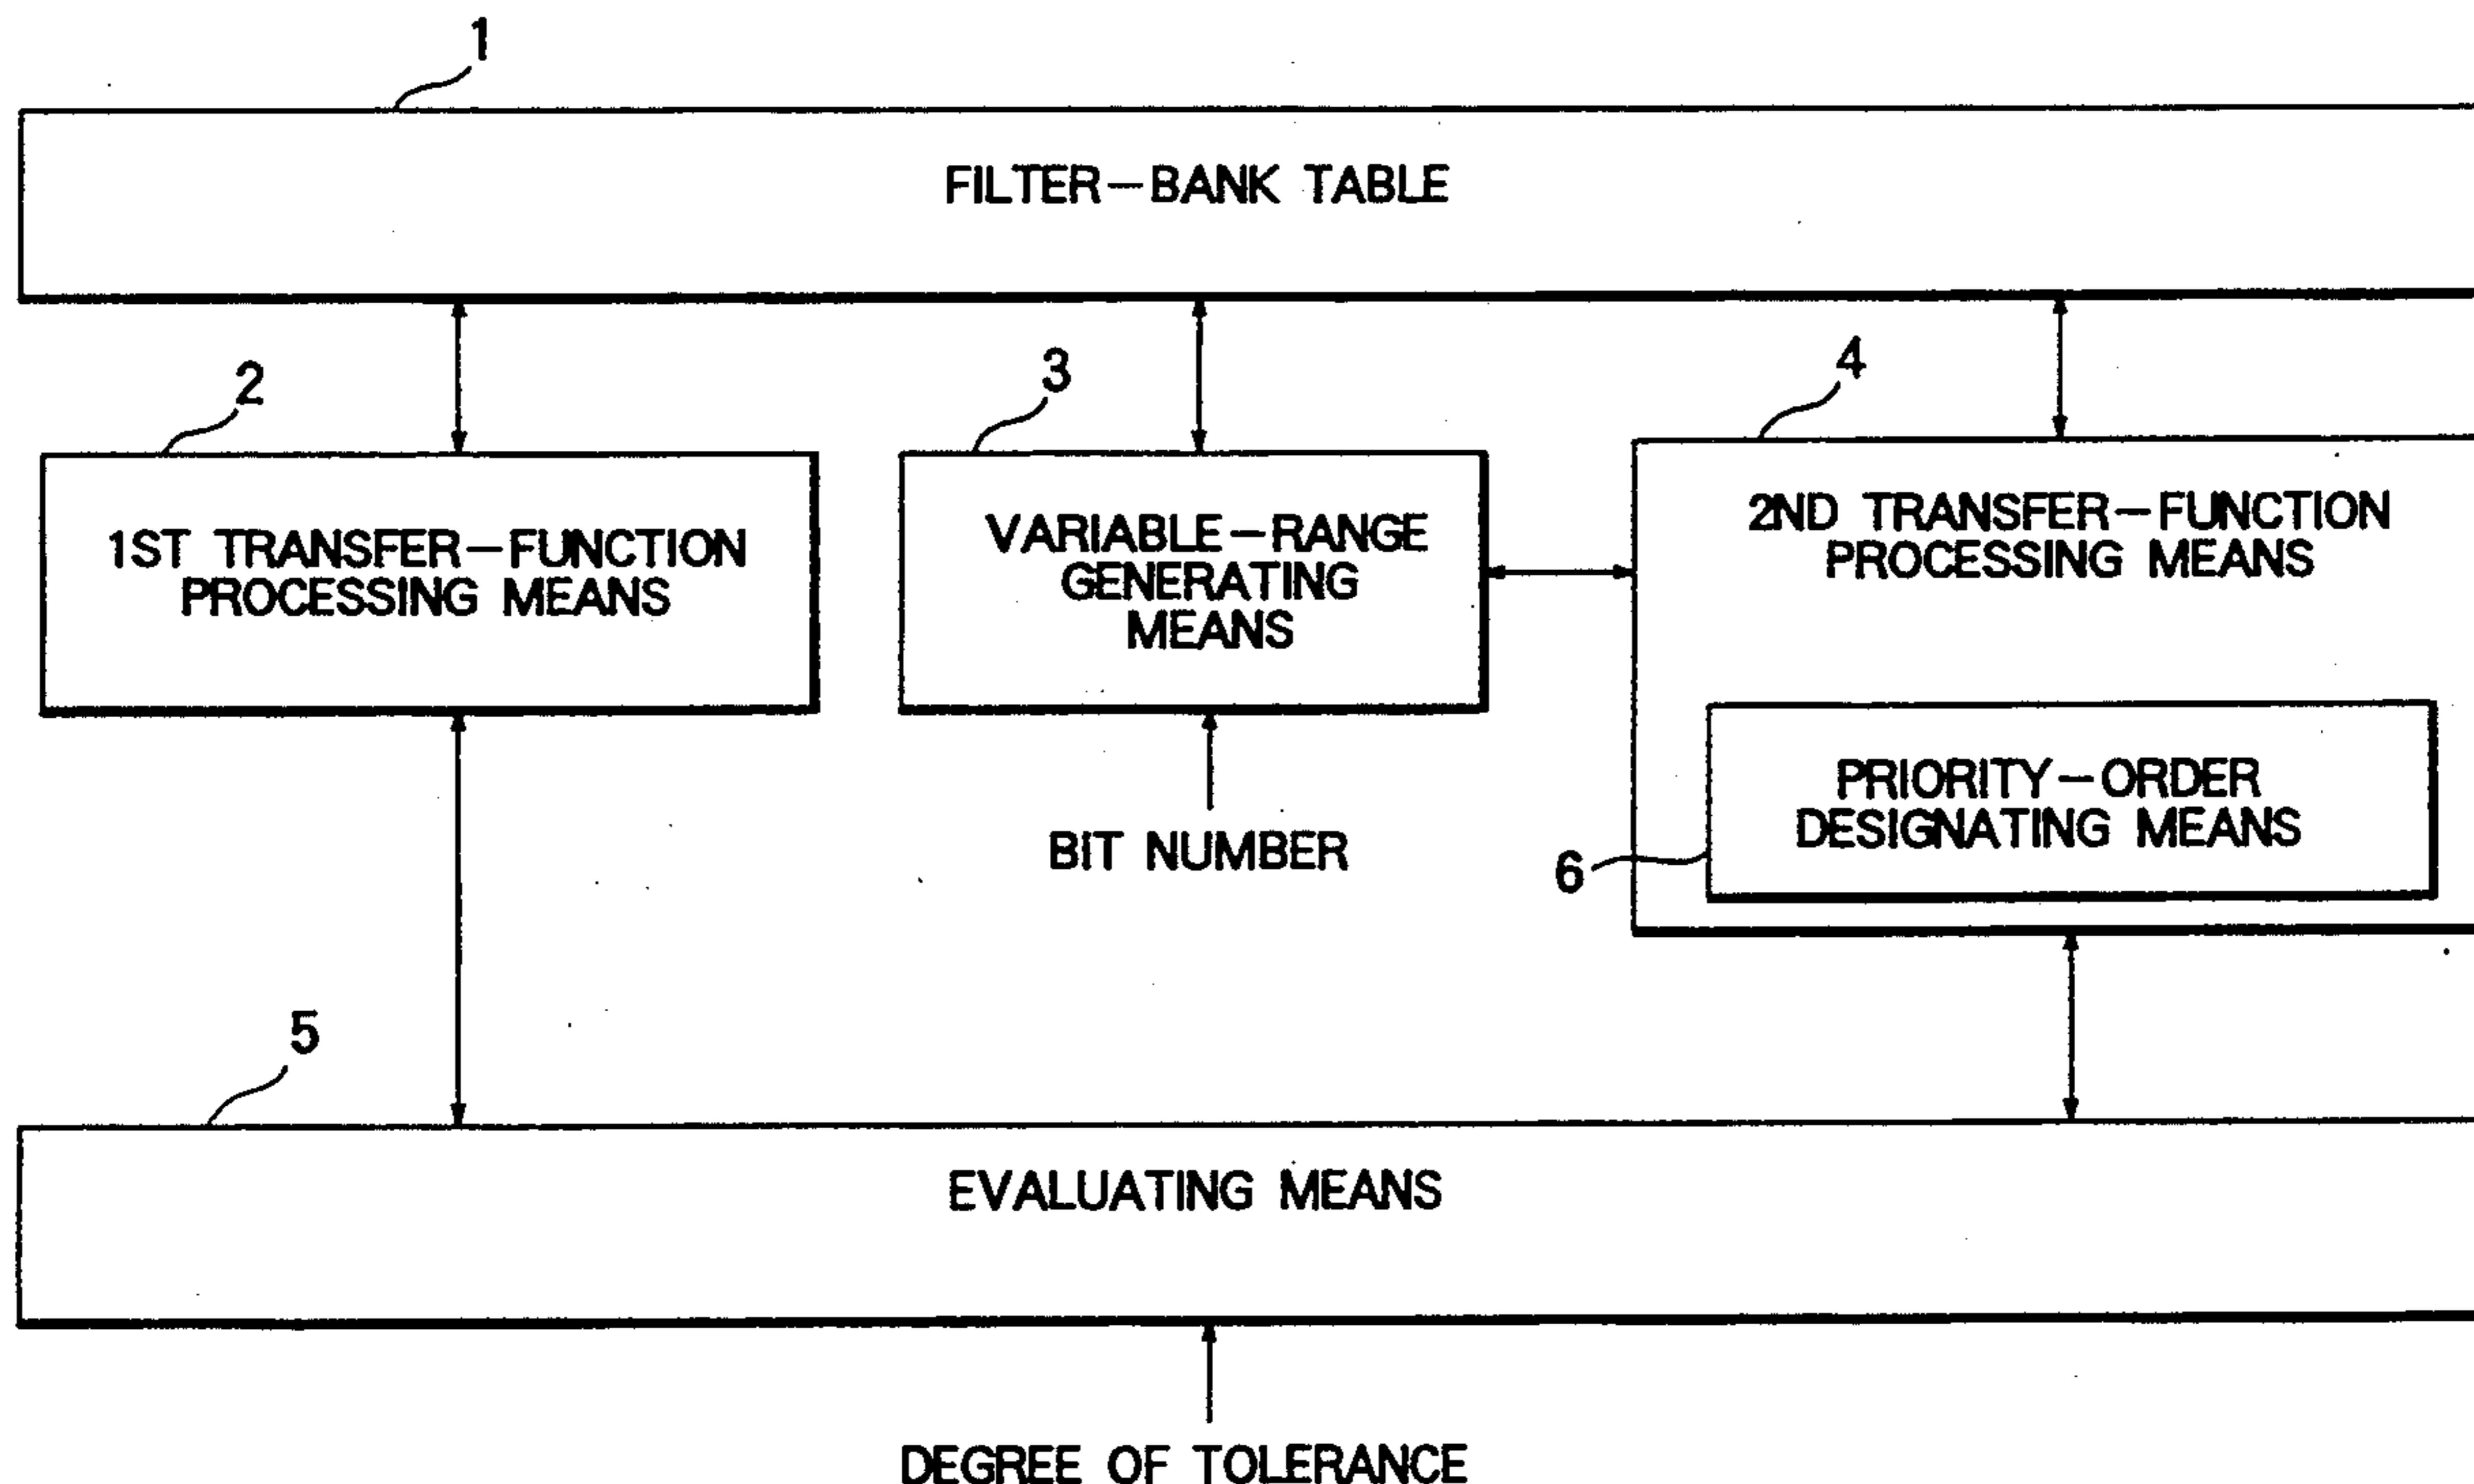 1
FILTER-BANK TABLE
2
3
4
1ST TRANSFER-FUNCTION
PROCESSING MEANS
VARIABLE-RANGE
GENERATING
MEANS
2ND TRANSFER-FUNCTION
PROCESSING MEANS
PRIORITY-ORDER
DESIGNATING MEANS
6
BIT NUMBER
5
EVALUATING MEANS
DEGREE OF TOLERANCE